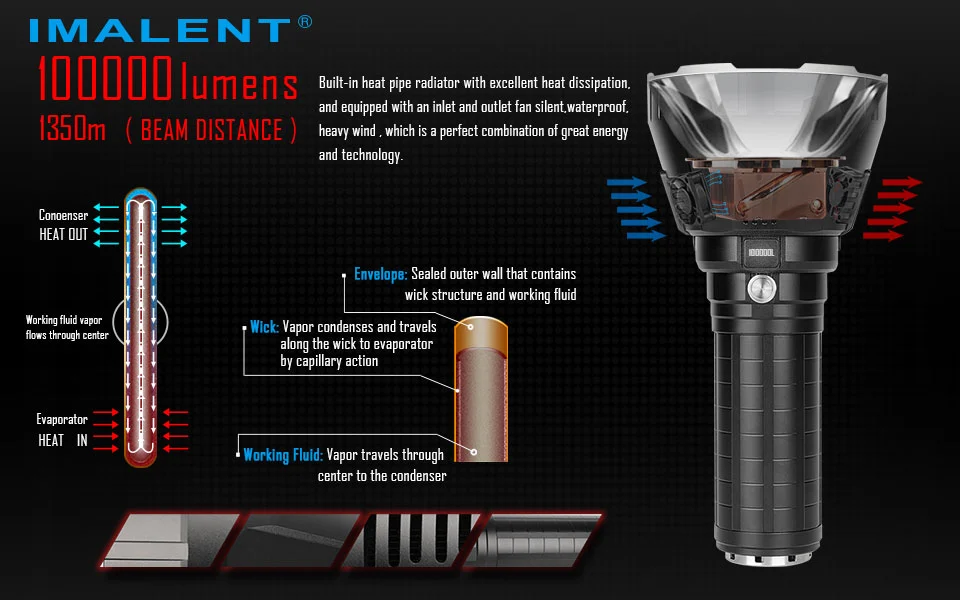 IMALENT®
100000 lumens
1350m ( BEAM DISTANCE )
Built-in heat pipe radiator with excellent heat dissipation,
and equipped with an inlet and outlet fan silent,waterproof,
heavy wind , which is a perfect combination of great energy
and technology.
Conoenser
HEAT OUT
Working fluid vapor
flows through center
Evaporator
HEAT IN
Envelope: Sealed outer wall that contains
wick structure and working fluid
Wick: Vapor condenses and travels
along the wick to evaporator
by capillary action
Working Fluid: Vapor travels through
center to the condenser
100000L